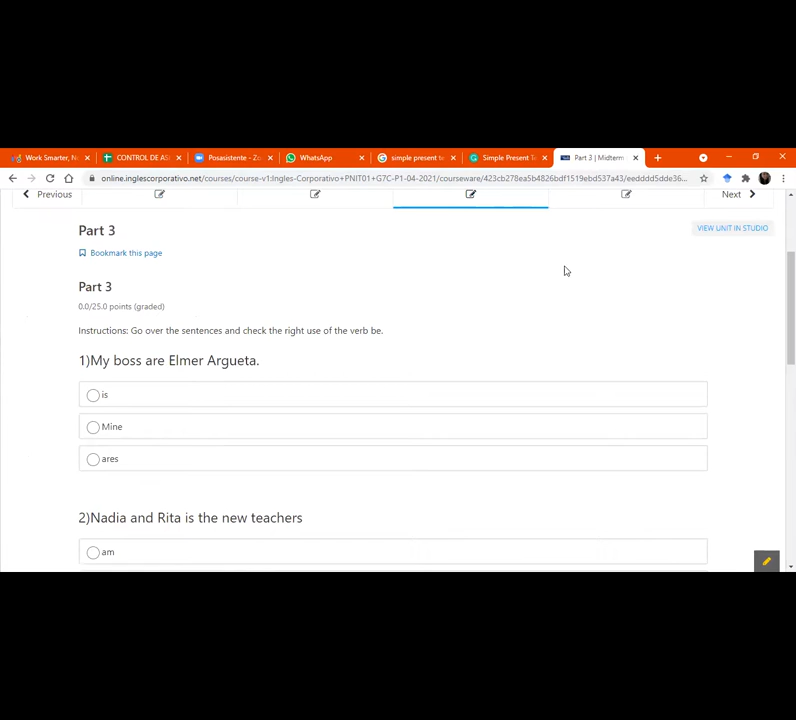 Work Smarter, N
CONTROL DE AS
Posasistente - Zo
WhatsApp
simple present te
Simple Present Te
Part 3 | Midterm
online.inglescorporativo.net/courses/course-v1:Ingles-Corporativo+PNIT01+G7C-P1-04-2021/courseware/423cb278ea5b4826bdf1519ebd537a43/eedddd5dde36...
Previous
Next
Part 3
VIEW UNIT IN STUDIO
Bookmark this page
Part 3
0.0/25.0 points (graded)
Instructions: Go over the sentences and check the right use of the verb be.
1)My boss are Elmer Argueta.
is
Mine
ares
2)Nadia and Rita is the new teachers
am